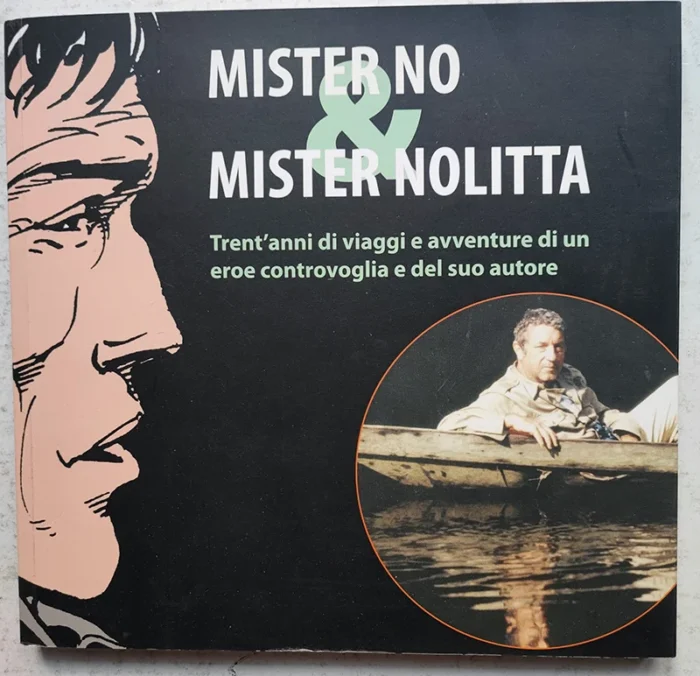 MISTER NO
&
MISTER NOLITTA
Trent'anni di viaggi e avventure di un
eroe controvoglia e del suo autore